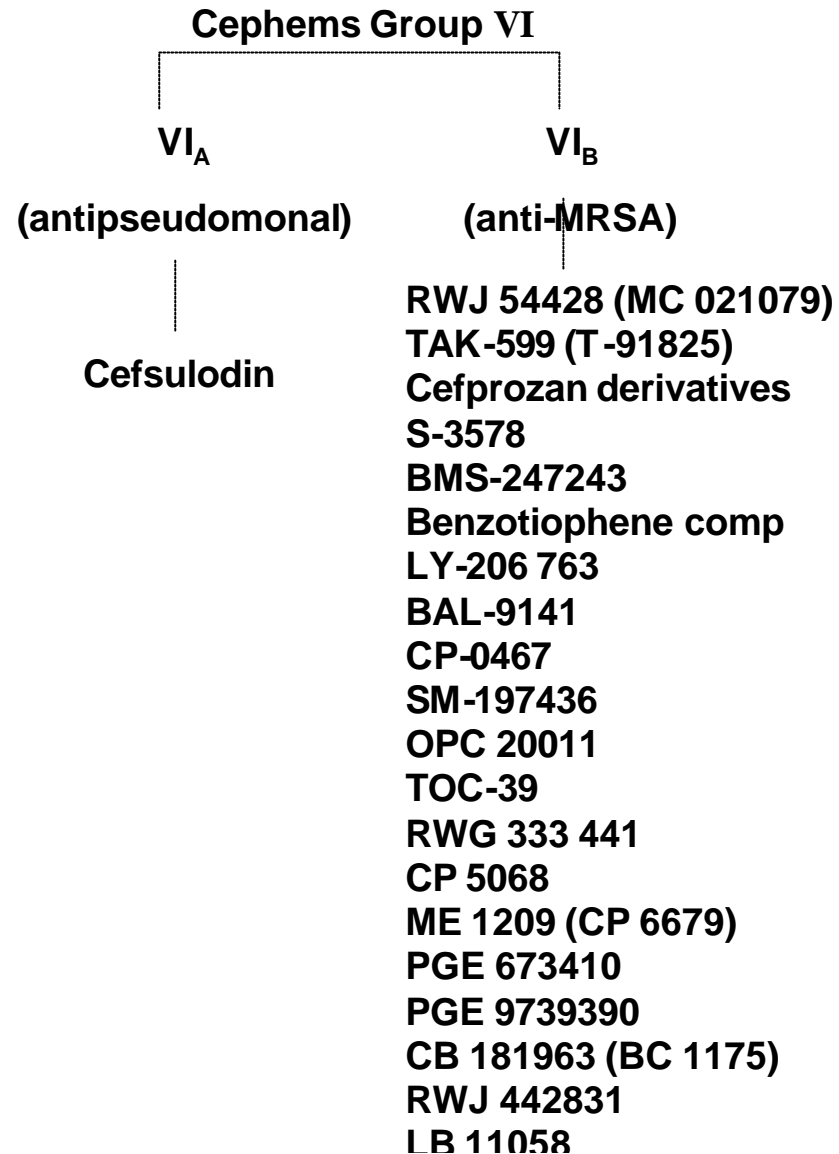 Cephems Group VI
VIA
VIB
(antipseudomonal)
(anti-MRSA)
Cefsulodin
RWJ 54428 (MC 021079)
TAK-599 (T-91825)
Cefprozan derivatives
S-3578
BMS-247243
Benzotiophene comp
LY-206 763
BAL-9141
CP-0467
SM-197436
OPC 20011
TOC-39
RWG 333 441
CP 5068
ME 1209 (CP 6679)
PGE 673410
PGE 9739390
CB 181963 (BC 1175)
RWJ 442831
LB 11058